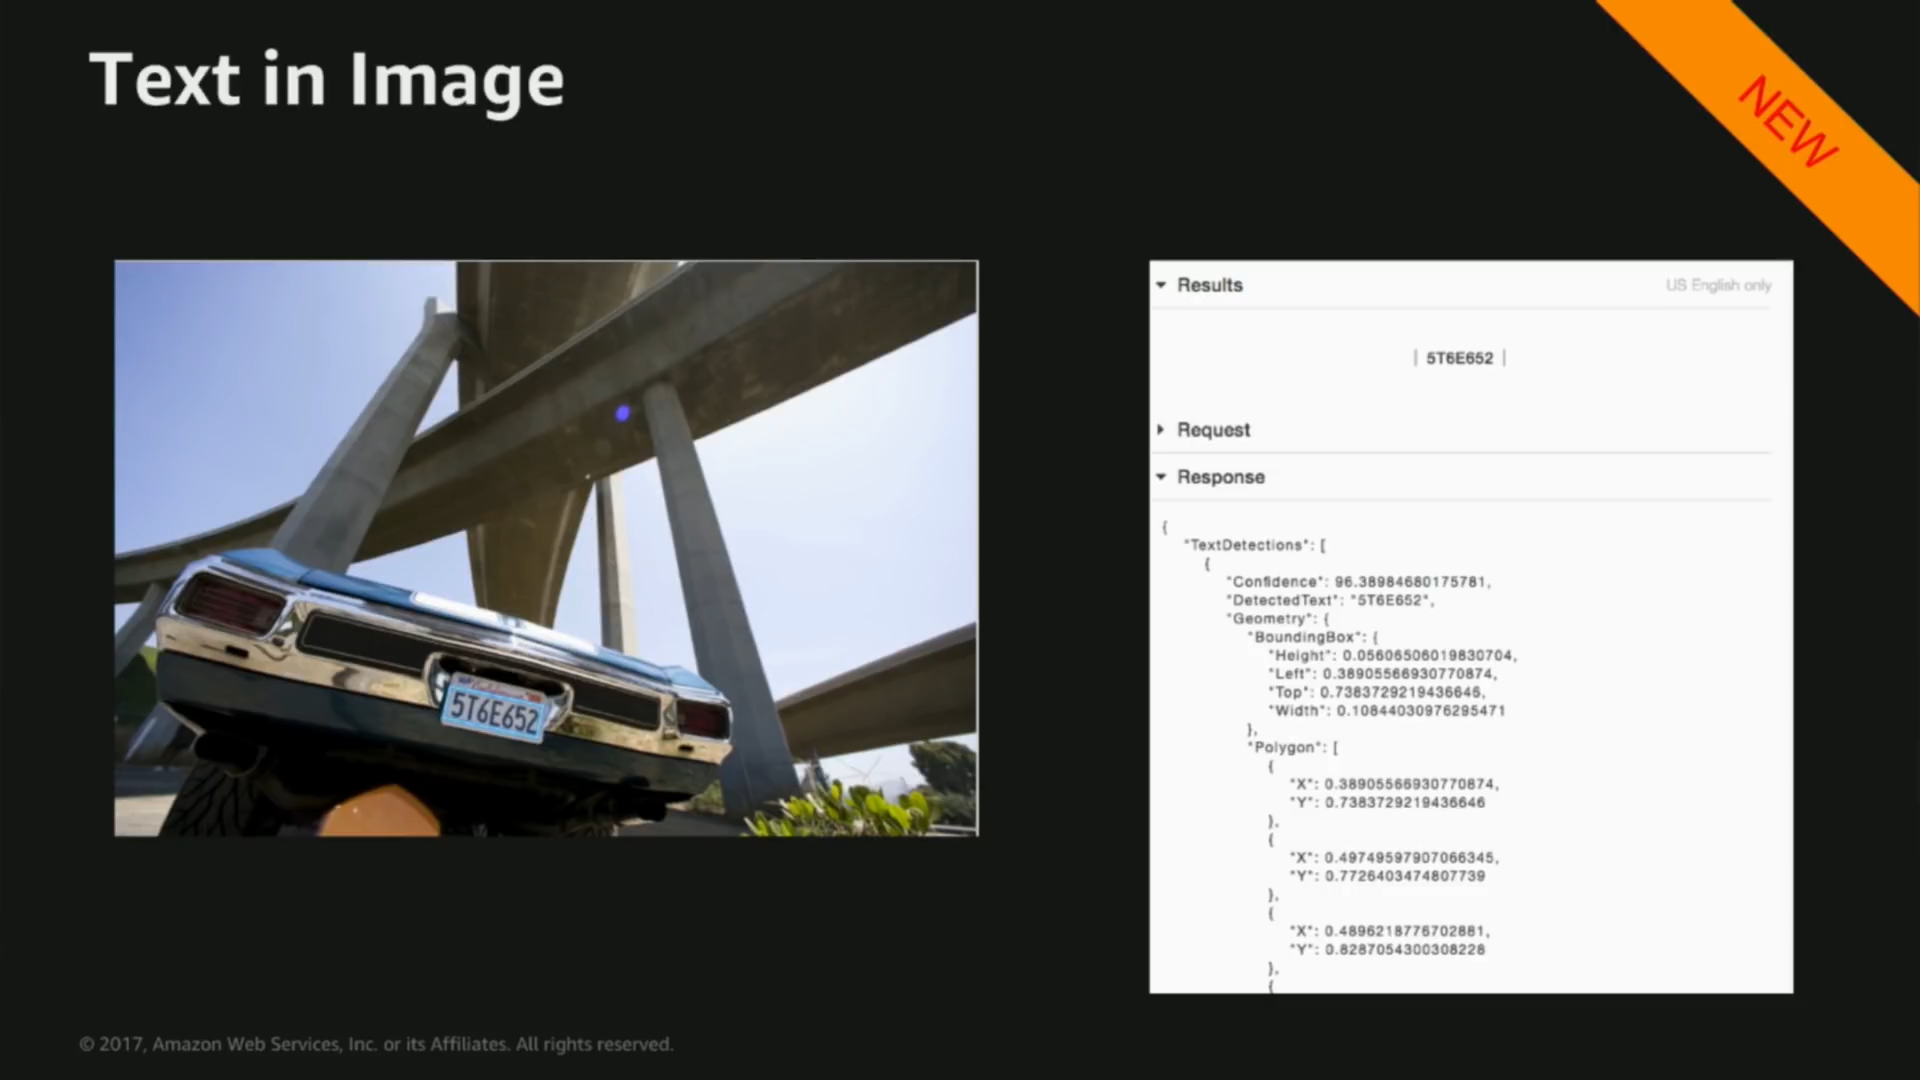 Text in Image
NEW
5T6E652
Results
US English only
| 5T6E652 |
Request
Response
{
"TextDetections": [
{
"Confidence": 96.38984680175781,
"DetectedText": "5T6E652",
"Geometry": {
"BoundingBox": {
"Height": 0.05606506019830704,
"Left": 0.38905566930770874,
"Top": 0.7383729219436646,
"Width": 0.10844030976295471
},
"Polygon": [
{
"X": 0.38905566930770874,
"Y": 0.7383729219436646
},
{
"X": 0.49749597907066345,
"Y": 0.7726403474807739
},
{
"X": 0.4896218776702881,
"Y": 0.8287054300308228
},
{
© 2017, Amazon Web Services, Inc. or its Affiliates. All rights reserved.